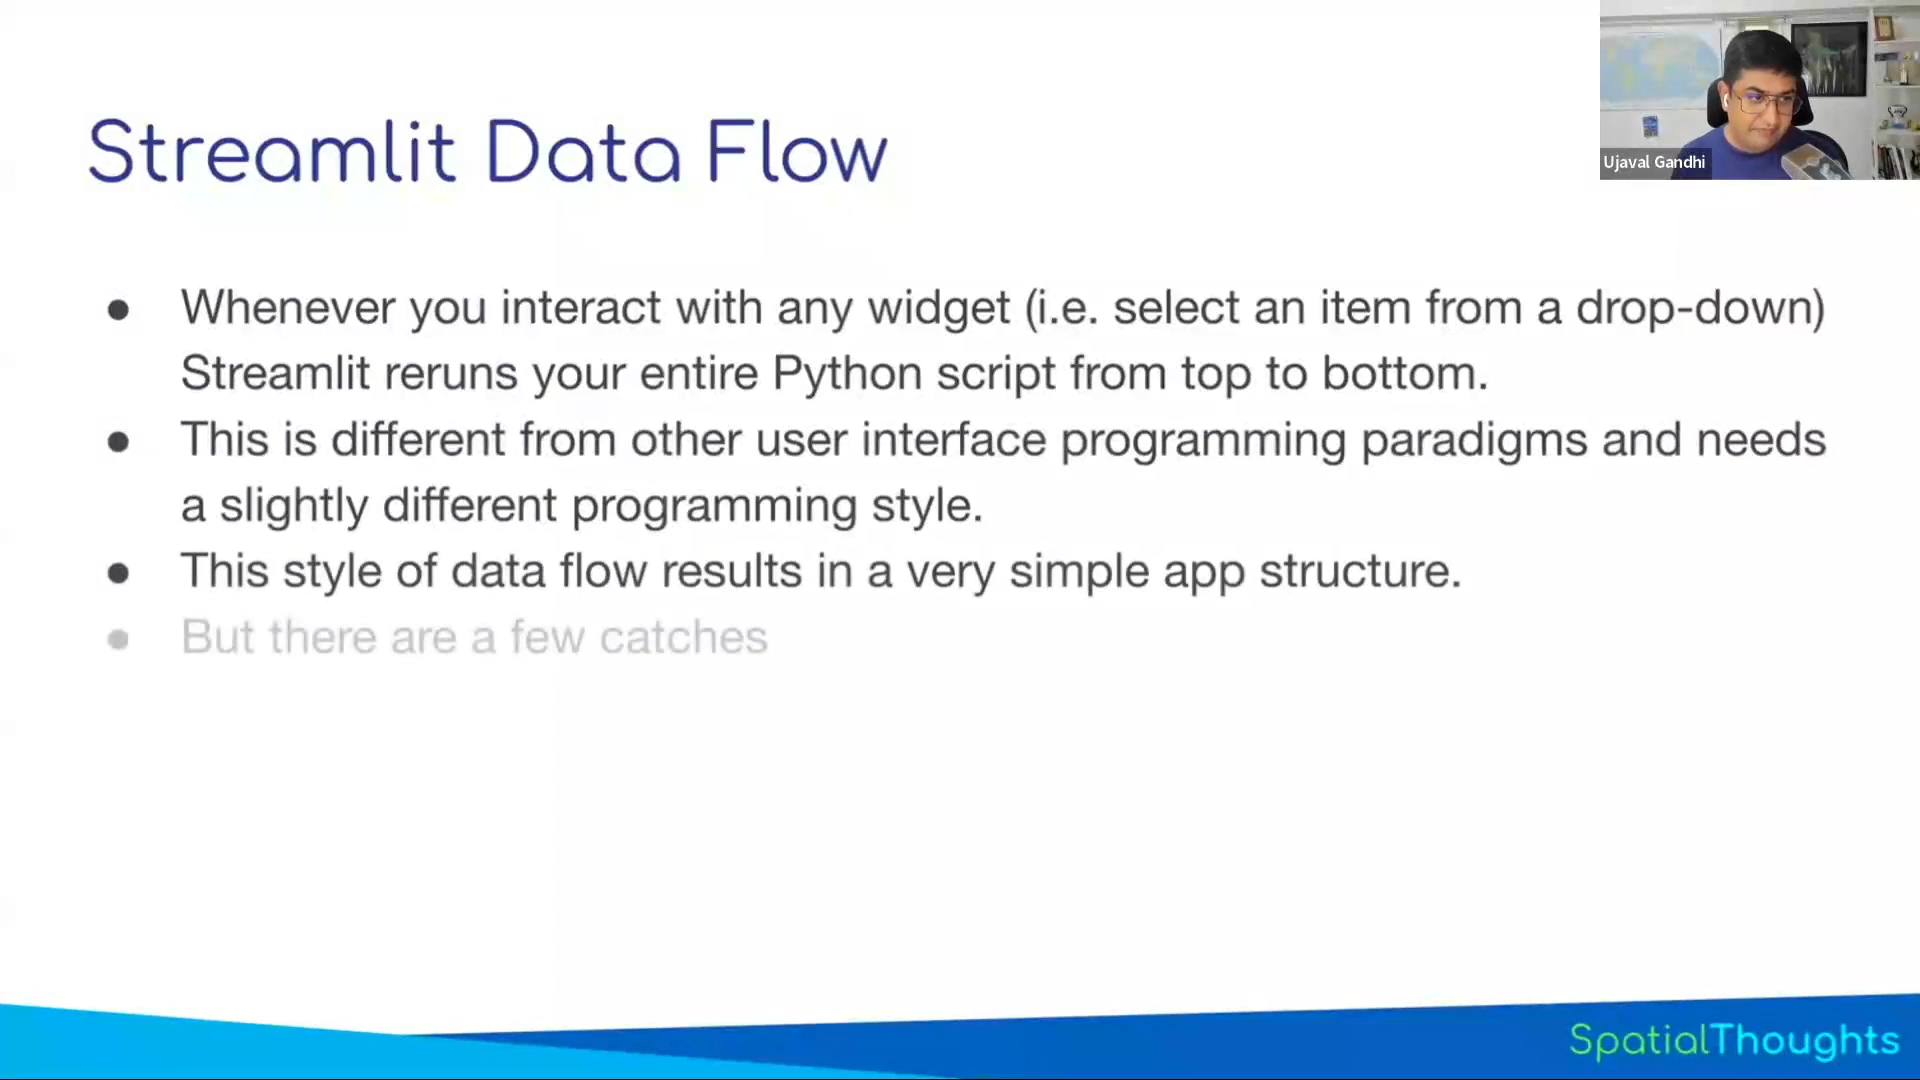 Streamlit Data Flow
Ujaval Gandhi
● Whenever you interact with any widget (i.e. select an item from a drop-down)
Streamlit reruns your entire Python script from top to bottom.
● This is different from other user interface programming paradigms and needs
a slightly different programming style.
● This style of data flow results in a very simple app structure.
● But there are a few catches
SpatialThoughts